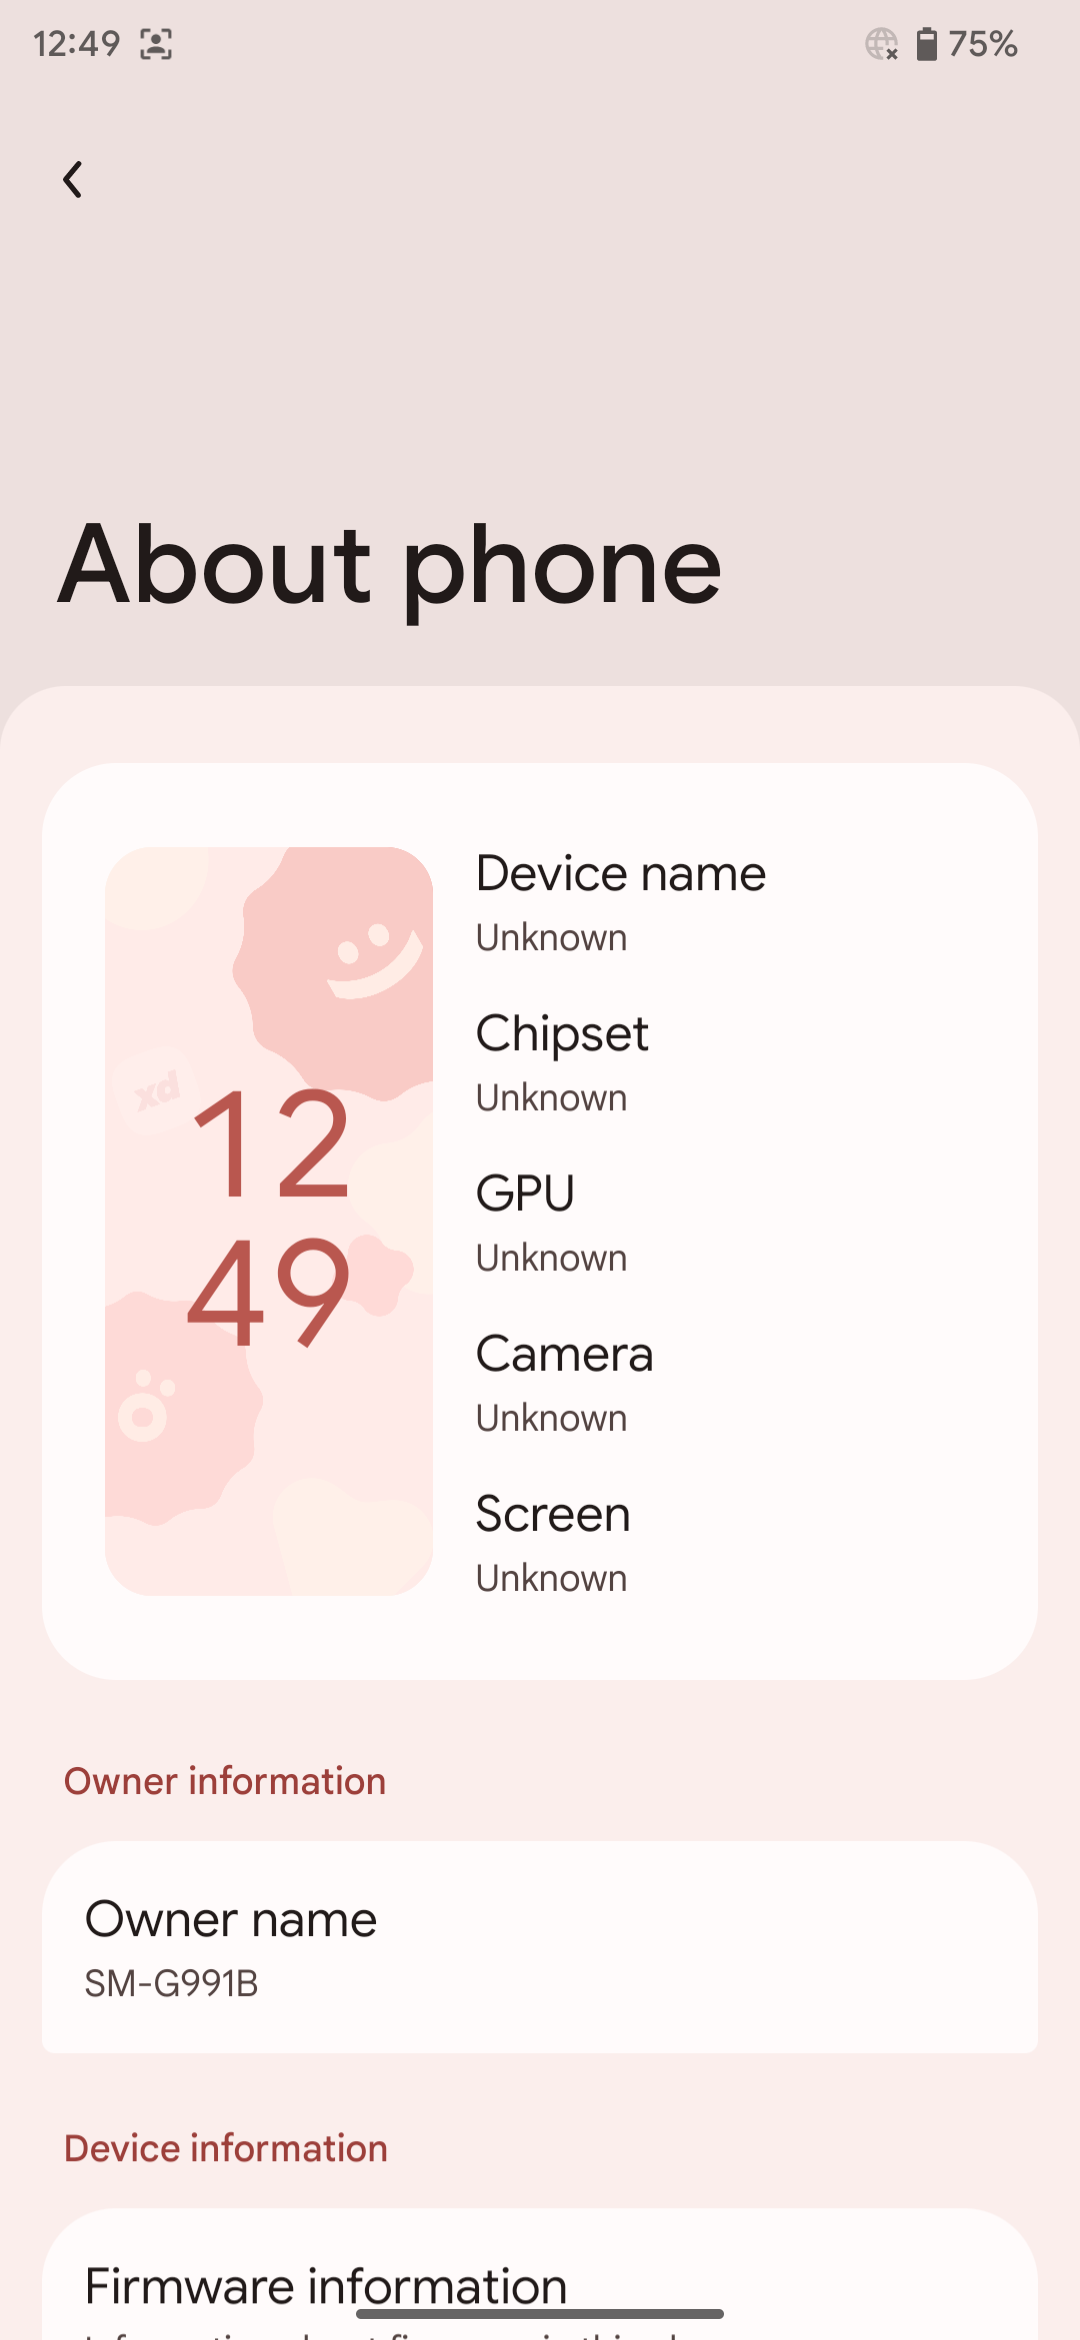 12:49
75%
About phone
xd
12
49
Device name
Unknown
Chipset
Unknown
GPU
Unknown
Camera
Unknown
Screen
Unknown
Owner information
Owner name
SM-G991B
Device information
Firmware information